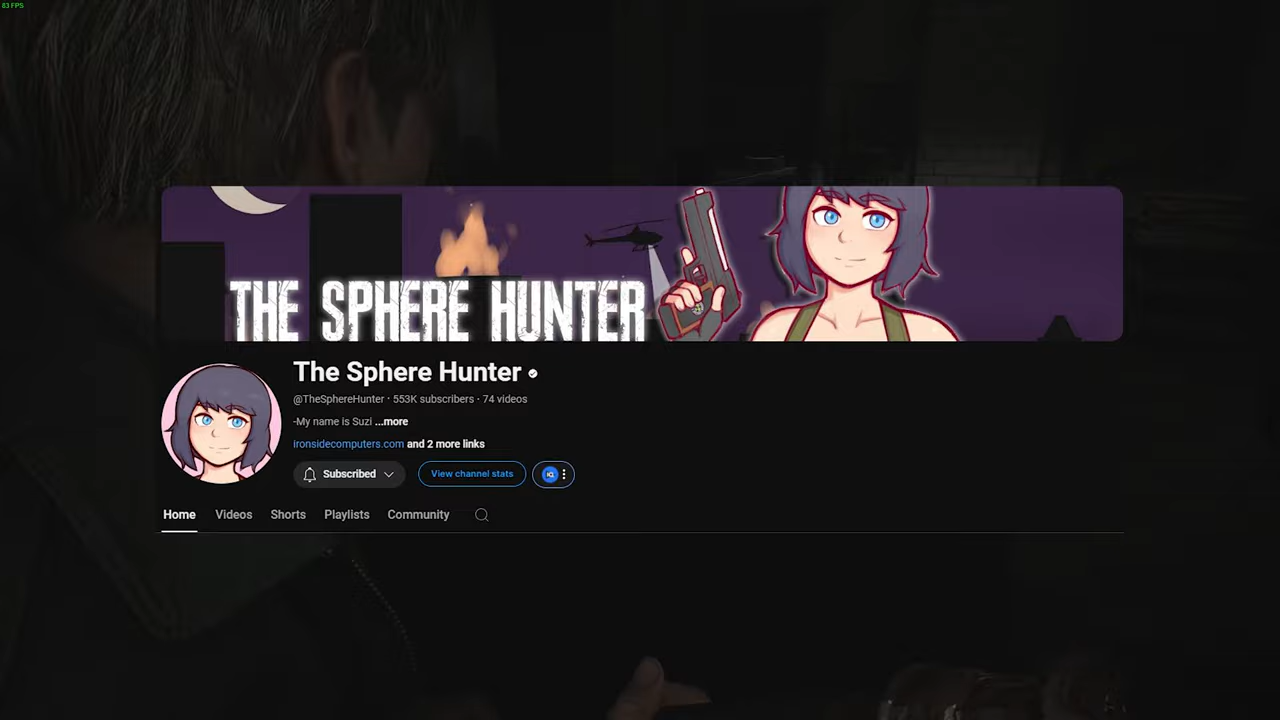 83 FPS
THE SPHERE HUNTER
The Sphere Hunter
@TheSphereHunter · 553K subscribers · 74 videos
-My name is Suzi ...more
ironsidecomputers.com and 2 more links
Subscribed
View channel stats
IQ
Home Videos Shorts Playlists Community